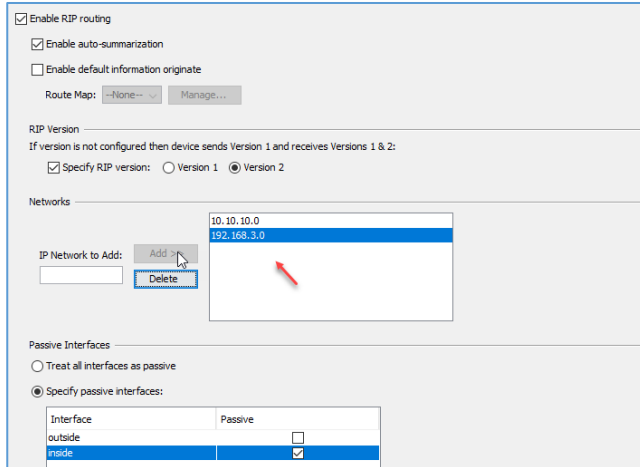 Enable RIP routing
Enable auto-summarization
Enable default information originate
Route Map: --None-- Manage...
RIP Version
If version is not configured then device sends Version 1 and receives Versions 1 & 2:
Specify RIP version: Version 1 Version 2
Networks
10.10.10.0
192.168.3.0
IP Network to Add: Add >>
Delete
Passive Interfaces
Treat all interfaces as passive
Specify passive interfaces:
Interface Passive
outside
inside